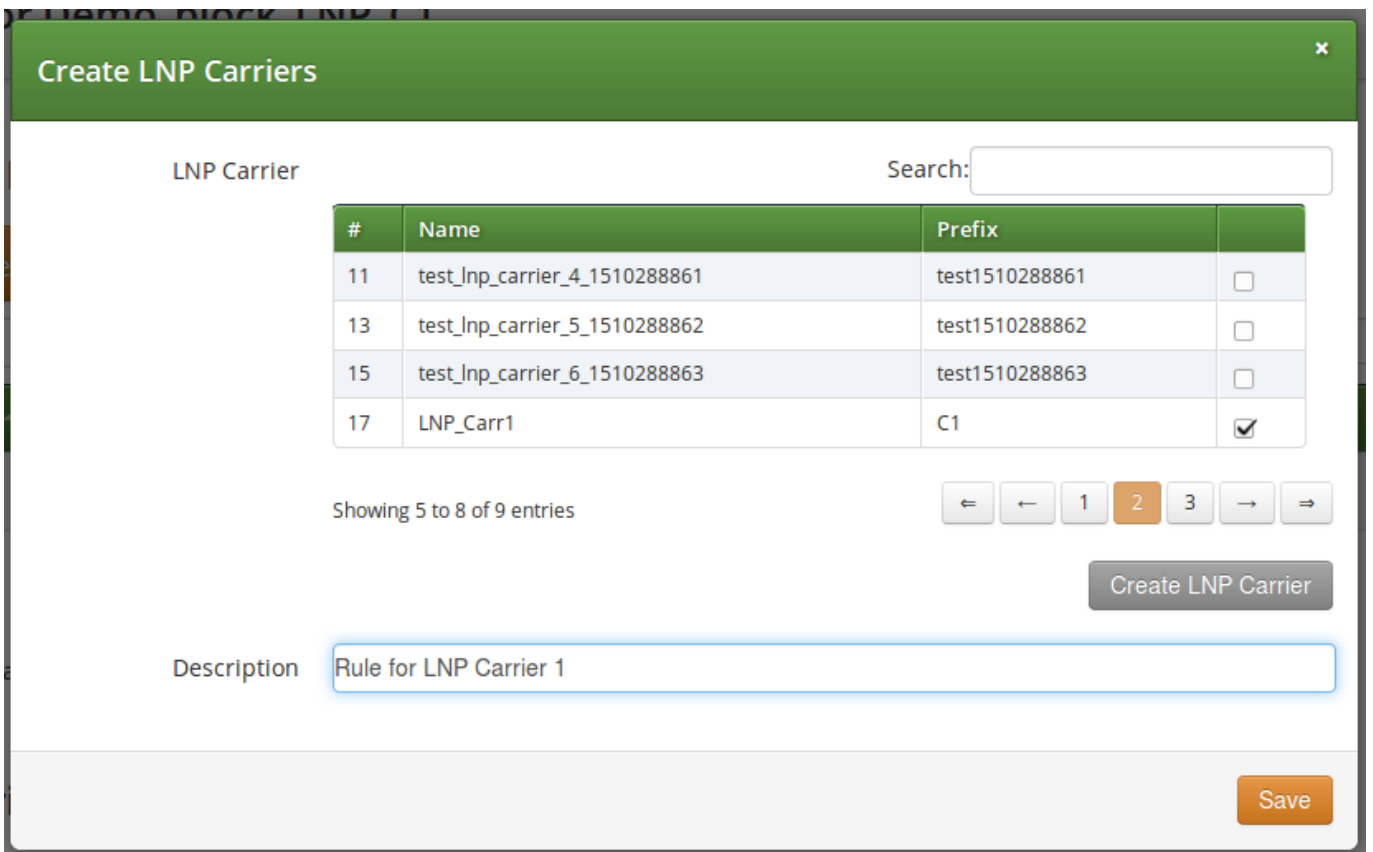 or Demo_block_LNP_C1
Create LNP Carriers ×
LNP Carrier Search:
# Name Prefix
11 test_lnp_carrier_4_1510288861 test1510288861
13 test_lnp_carrier_5_1510288862 test1510288862
15 test_lnp_carrier_6_1510288863 test1510288863
17 LNP_Carr1 C1
Showing 5 to 8 of 9 entries ⇐ ← 1 2 3 → ⇒
Create LNP Carrier
Description Rule for LNP Carrier 1
Save